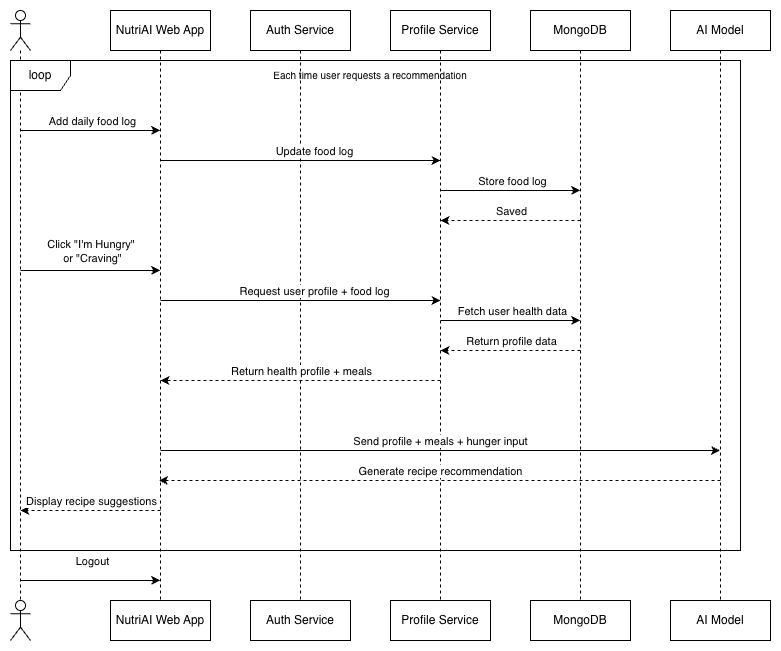 NutriAI Web App
Auth Service
Profile Service
MongoDB
AI Model
loop
Each time user requests a recommendation
Add daily food log
Update food log
Store food log
Saved
Click "I'm Hungry"
or "Craving"
Request user profile + food log
Fetch user health data
Return profile data
Return health profile + meals
Send profile + meals + hunger input
Generate recipe recommendation
Display recipe suggestions
Logout
NutriAI Web App
Auth Service
Profile Service
MongoDB
AI Model